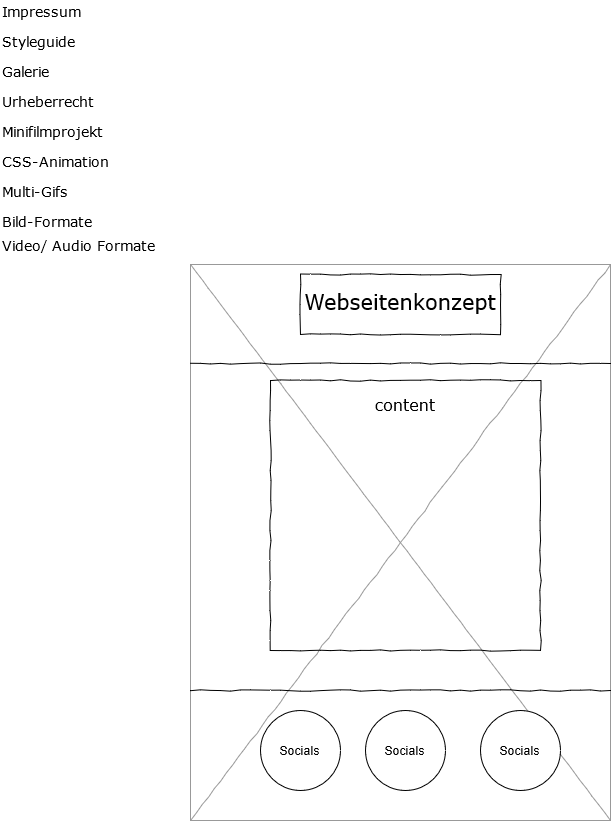 Impressum
Styleguide
Galerie
Urheberrecht
Minifilmprojekt
CSS-Animation
Multi-Gifs
Bild-Formate
Video/ Audio Formate
Webseitenkonzept
content
Socials Socials Socials